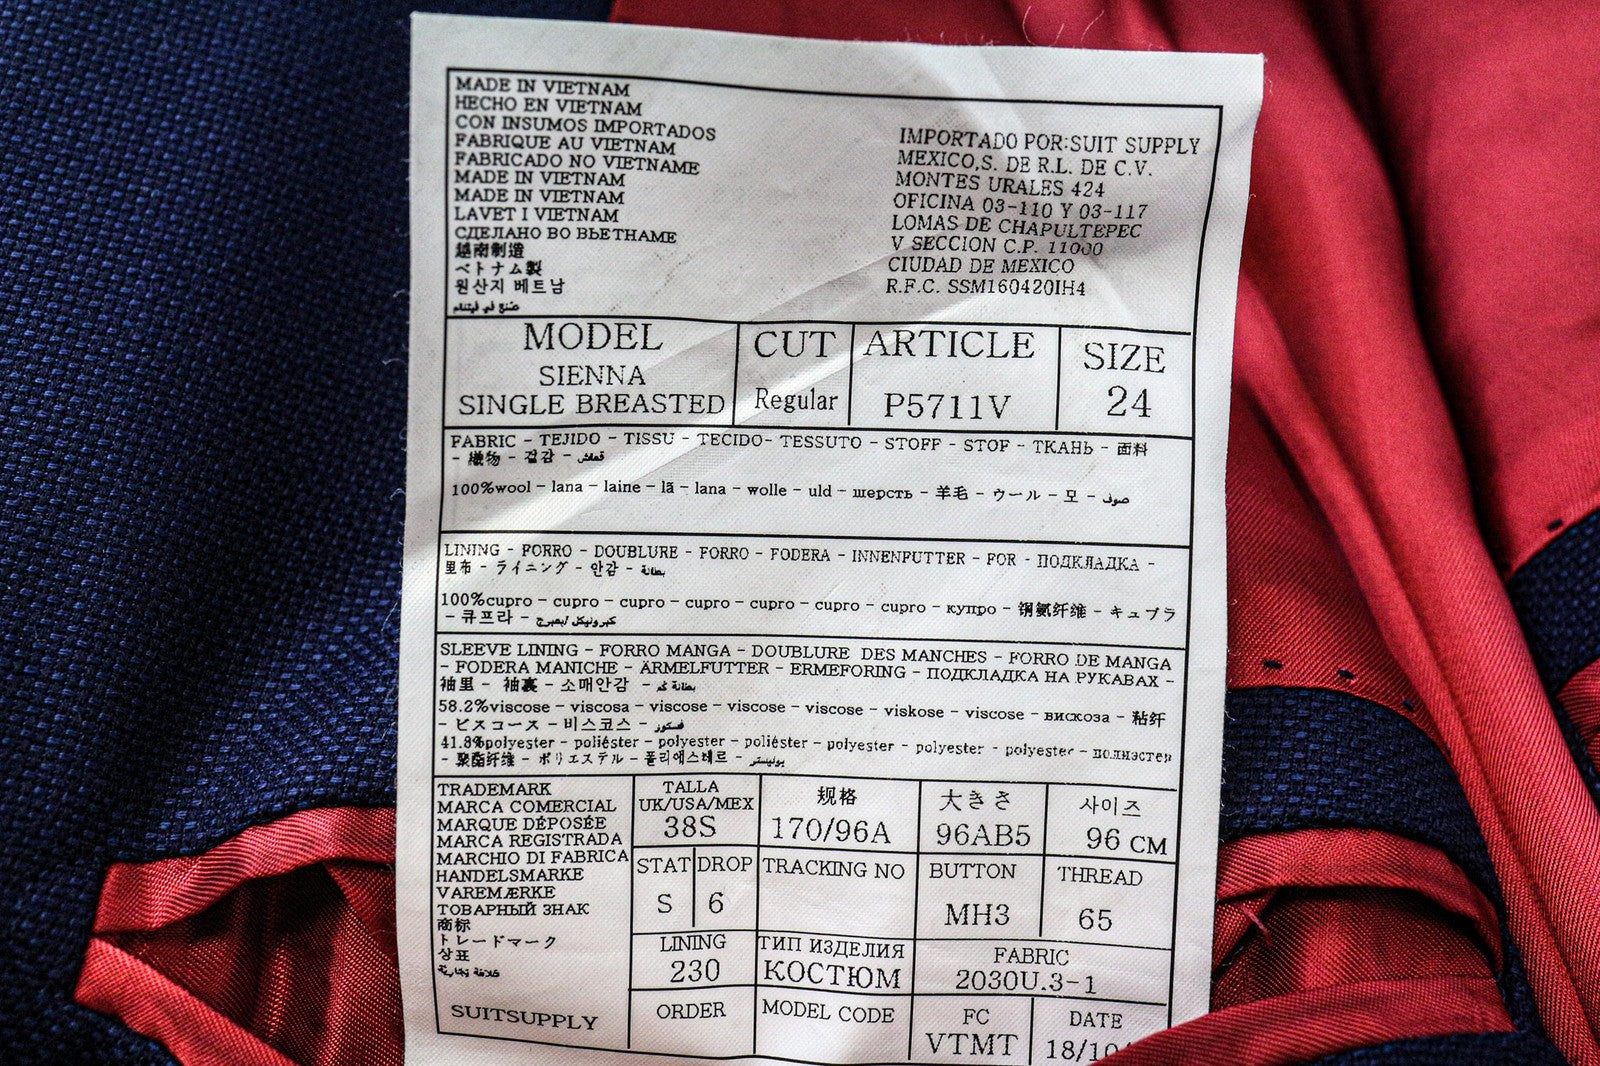 MADE IN VIETNAM
HECHO EN VIETNAM
CON INSUMOS IMPORTADOS
FABRIQUE AU VIETNAM
FABRICADO NO VIETNAME
MADE IN VIETNAM
MADE IN VIETNAM
LAVET I VIETNAM
СДЕЛАНО ВО ВЬЕТНАМЕ
越南制造
ベトナム製
원산지 베트남
صنع في فيتنام
IMPORTADO POR:SUIT SUPPLY
MEXICO,S. DE R.L. DE C.V.
MONTES URALES 424
OFICINA 03-110 Y 03-117
LOMAS DE CHAPULTEPEC
V SECCION C.P. 11000
CIUDAD DE MEXICO
R.F.C. SSM160420IH4
MODEL
SIENNA
SINGLE BREASTED
CUT
Regular
ARTICLE
P5711V
SIZE
24
FABRIC - TEJIDO - TISSU - TECIDO- TESSUTO - STOFF - STOF - ТКАНЬ - 面料
- 織物 - 겉감 - قماش
100%wool - lana - laine - lã - lana - wolle - uld - шерсть - 羊毛 - ウール - 모 - صوف
LINING - FORRO - DOUBLURE - FORRO - FODERA - INNENFUTTER - FOR - ПОДКЛАДКА -
里布 - ライニング - 안감 - بطانة
100%cupro - cupro - cupro - cupro - cupro - cupro - cupro - купро - 铜氨纤维 - キュプラ
- 큐프라 -
SLEEVE LINING - FORRO MANGA - DOUBLURE DES MANCHES - FORRO DE MANGA
- FODERA MANICHE - ÄRMELFUTTER - ERMEFORING - ПОДКЛАДКА НА РУКАВАХ -
袖里 - 袖裏 - 소매안감 - بطانة كم
58.2%viscose - viscosa - viscose - viscose - viscose - viskose - viscose - вискоза - 粘纤
- ビスコース - 비스코스 - فسكوز
41.8%polyester - poliéster - polyester - poliéster - polyester - polyester - polyester - полиэстер
- 聚酯纤维 - ポリエステル - 폴리에스테르 - بوليستر
TRADEMARK
MARCA COMERCIAL
MARQUE DÉPOSÉE
MARCA REGISTRADA
MARCHIO DI FABRICA
HANDELSMARKE
VAREMÆRKE
ТОВАРНЫЙ ЗНАК
商标
トレードマーク
상표
علامة تجارية
SUITSUPPLY
TALLA
UK/USA/MEX
38S
规格
170/96A
大きさ
96AB5
사이즈
96 CM
STAT
S
DROP
6
TRACKING NO
BUTTON
MH3
THREAD
65
LINING
230
ТИП ИЗДЕЛИЯ
КОСТЮМ
FABRIC
2030U.3-1
ORDER
MODEL CODE
FC
VTMT
DATE
18/10